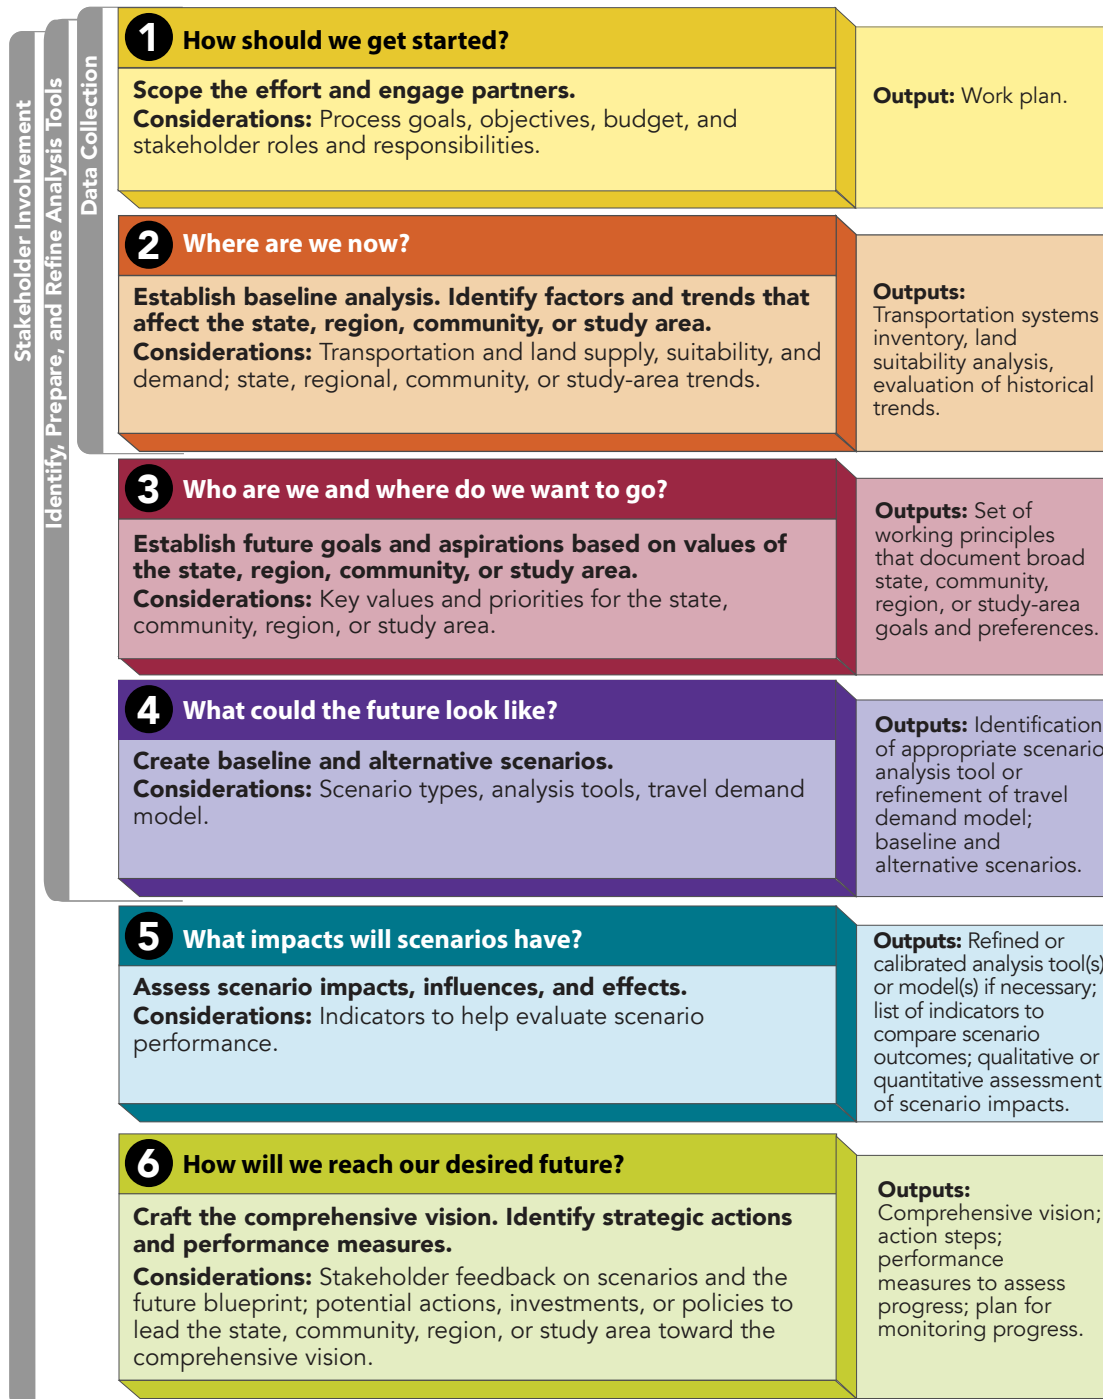 Stakeholder Involvement
Identify, Prepare, and Refine Analysis Tools
Data Collection
1 How should we get started?
Scope the effort and engage partners.
Considerations: Process goals, objectives, budget, and
stakeholder roles and responsibilities.
Output: Work plan.
2 Where are we now?
Establish baseline analysis. Identify factors and trends that
affect the state, region, community, or study area.
Considerations: Transportation and land supply, suitability, and
demand; state, regional, community, or study-area trends.
Outputs:
Transportation systems
inventory, land
suitability analysis,
evaluation of historical
trends.
3 Who are we and where do we want to go?
Establish future goals and aspirations based on values of
the state, region, community, or study area.
Considerations: Key values and priorities for the state,
community, region, or study area.
Outputs: Set of
working principles
that document broad
state, community,
region, or study-area
goals and preferences.
4 What could the future look like?
Create baseline and alternative scenarios.
Considerations: Scenario types, analysis tools, travel demand
model.
Outputs: Identification
of appropriate scenario
analysis tool or
refinement of travel
demand model;
baseline and
alternative scenarios.
5 What impacts will scenarios have?
Assess scenario impacts, influences, and effects.
Considerations: Indicators to help evaluate scenario
performance.
Outputs: Refined or
calibrated analysis tool(s)
or model(s) if necessary;
list of indicators to
compare scenario
outcomes; qualitative or
quantitative assessment
of scenario impacts.
6 How will we reach our desired future?
Craft the comprehensive vision. Identify strategic actions
and performance measures.
Considerations: Stakeholder feedback on scenarios and the
future blueprint; potential actions, investments, or policies to
lead the state, community, region, or study area toward the
comprehensive vision.
Outputs:
Comprehensive vision;
action steps;
performance
measures to assess
progress; plan for
monitoring progress.